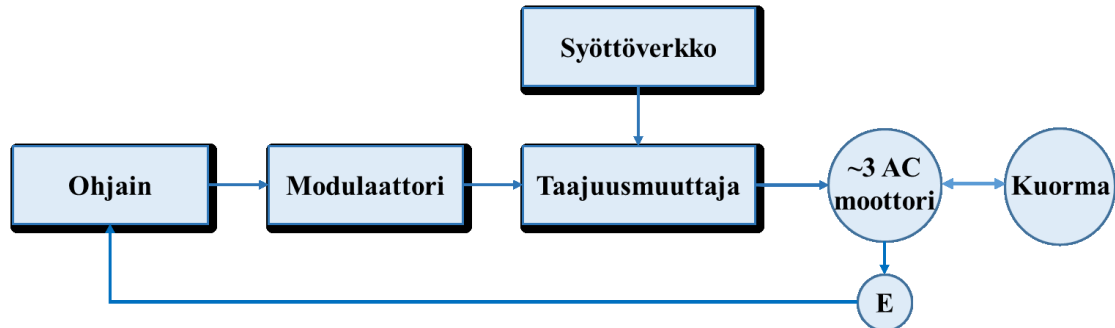 Syöttöverkko
Ohjain
Modulaattori
Taajuusmuuttaja
~3 AC
moottori
Kuorma
E